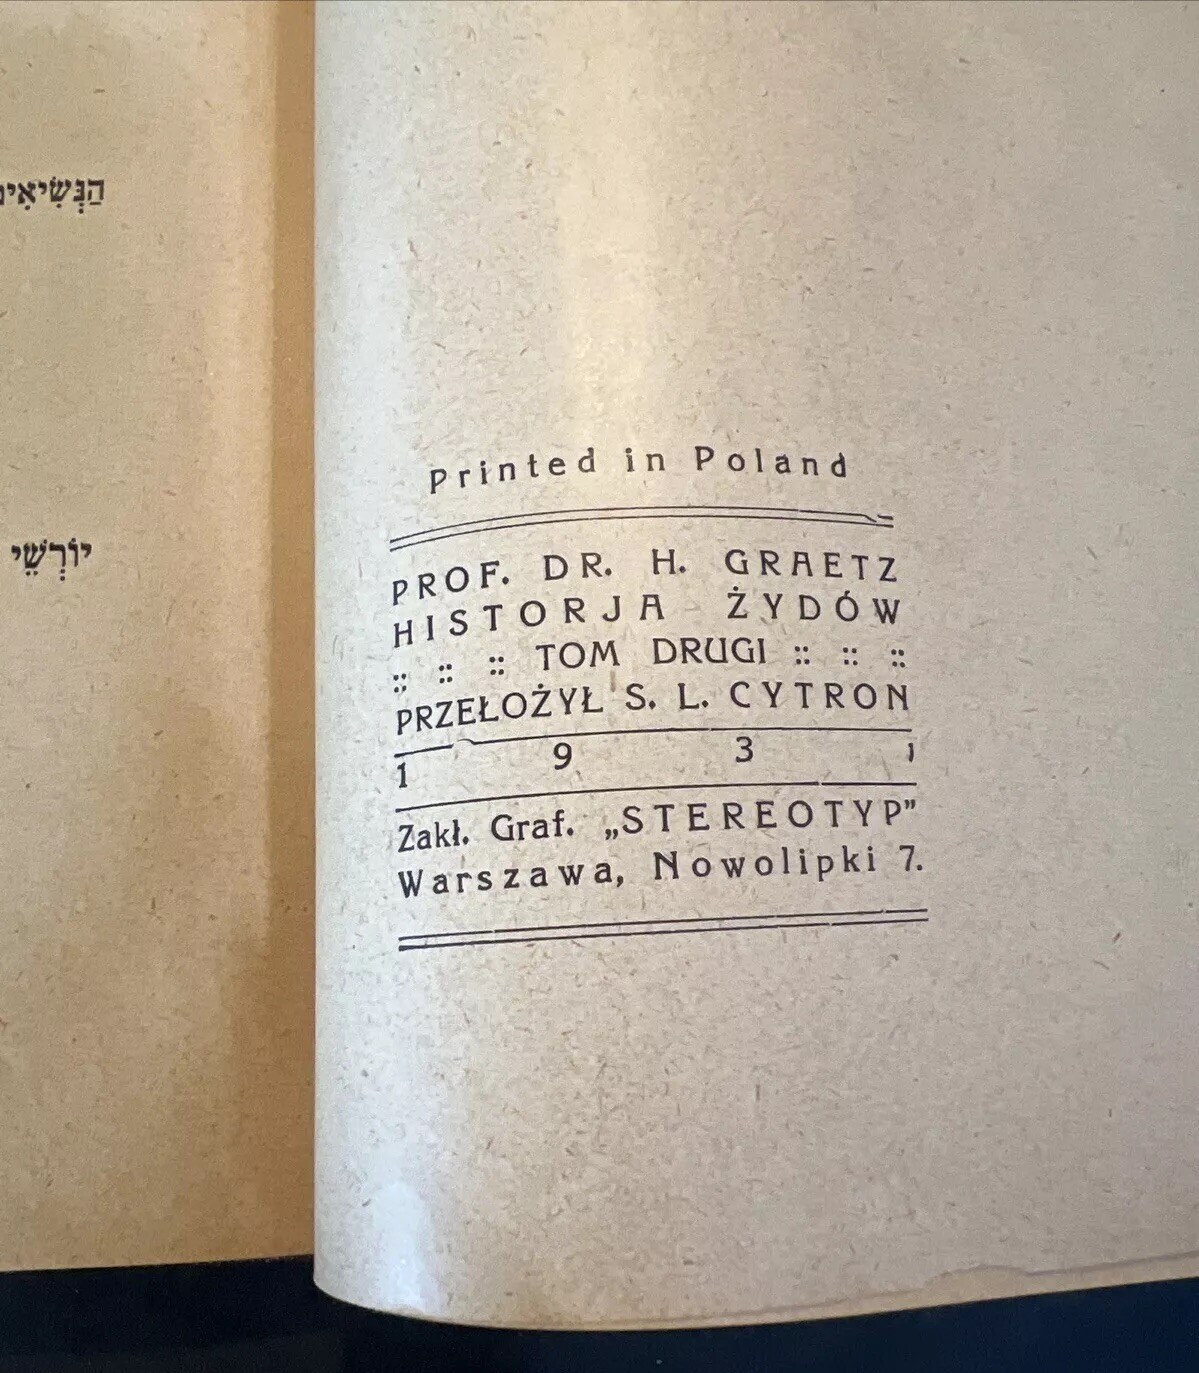 יוֹרְשֵׁי
Printed in Poland
PROF. DR. H. GRAETZ
HISTORJA ŻYDÓW
:: :: :: TOM DRUGI :: :: ::
PRZEŁOŻYŁ S. L. CYTRON
1 9 3 1
Zakł. Graf. „STEREOTYP”
Warszawa, Nowolipki 7.